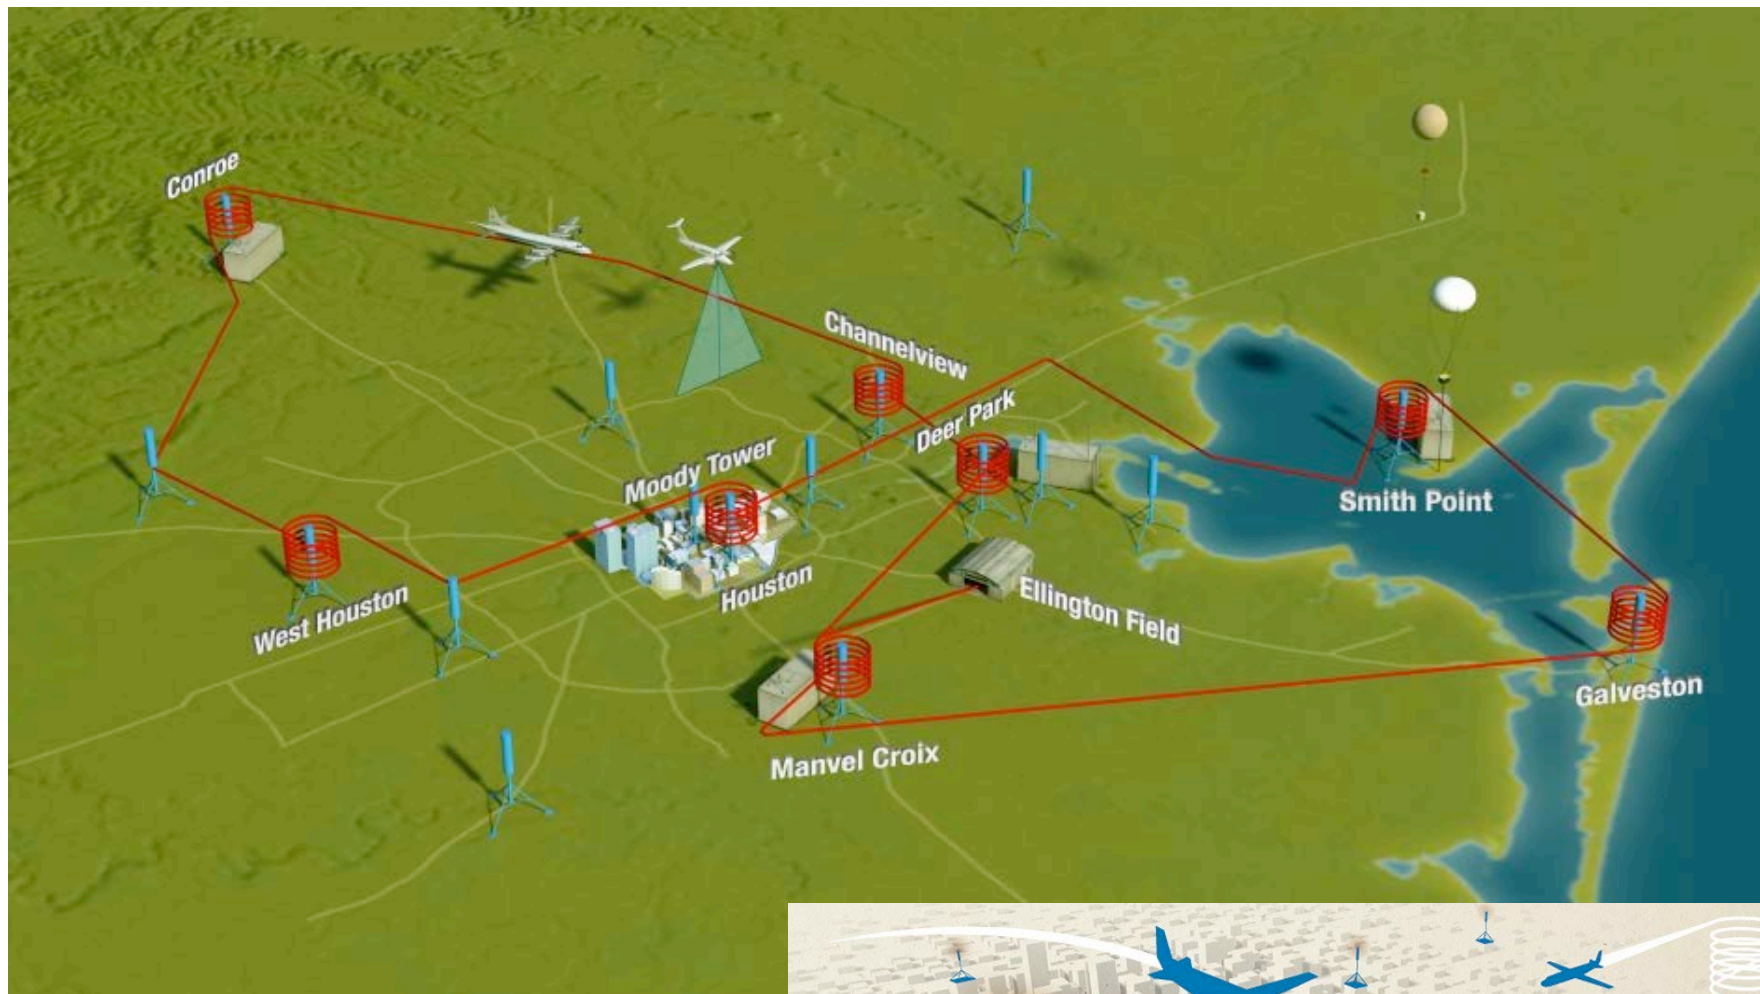 Conroe
Channelview
Deer Park
Moody Tower
Smith Point
West Houston
Houston
Ellington Field
Galveston
Manvel Croix